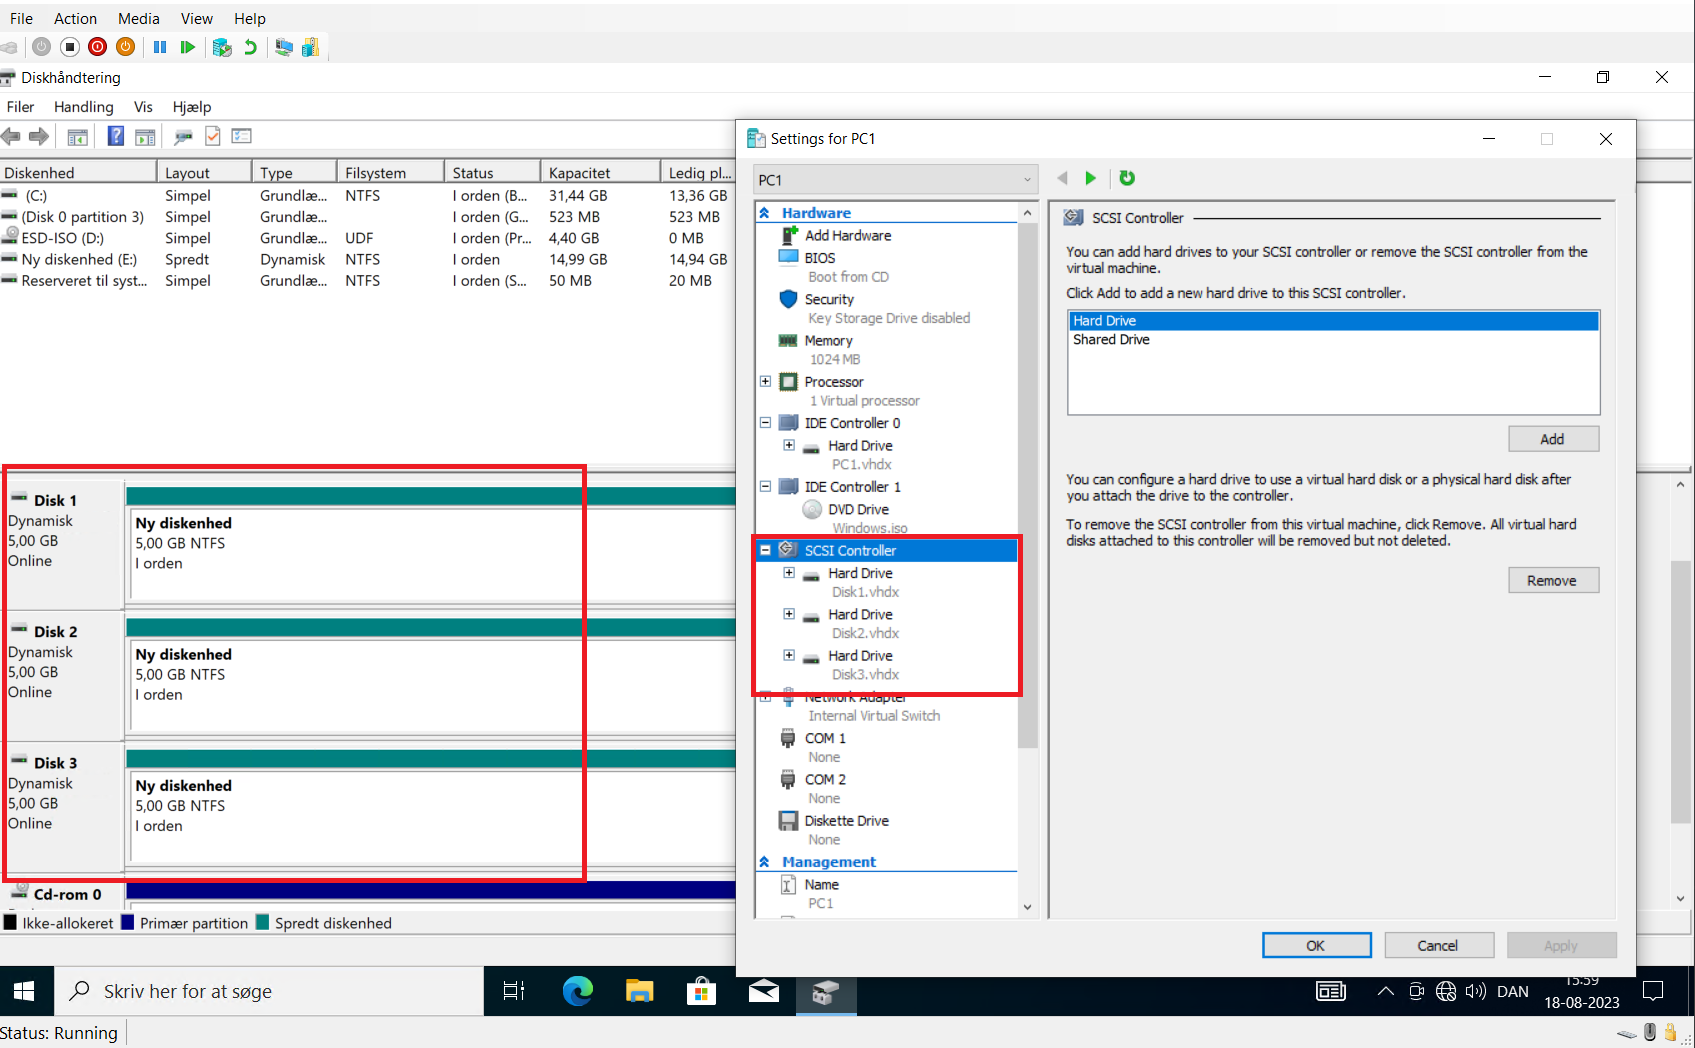 File Action Media View Help
Diskhåndtering
Filer Handling Vis Hjælp
Diskenhed Layout Type Filsystem Status Kapacitet Ledig pl...
(C:) Simpel Grundlæ... NTFS I orden (B... 31,44 GB 13,36 GB
(Disk 0 partition 3) Simpel Grundlæ... I orden (G... 523 MB 523 MB
ESD-ISO (D:) Simpel Grundlæ... UDF I orden (Pr... 4,40 GB 0 MB
Ny diskenhed (E:) Spredt Dynamisk NTFS I orden 14,99 GB 14,94 GB
Reserveret til syst... Simpel Grundlæ... NTFS I orden (S... 50 MB 20 MB
Disk 1
Dynamisk
5,00 GB
Online
Ny diskenhed
5,00 GB NTFS
I orden
Disk 2
Dynamisk
5,00 GB
Online
Ny diskenhed
5,00 GB NTFS
I orden
Disk 3
Dynamisk
5,00 GB
Online
Ny diskenhed
5,00 GB NTFS
I orden
Cd-rom 0
Ikke-allokeret Primær partition Spredt diskenhed
Settings for PC1
PC1
Hardware
Add Hardware
BIOS
Boot from CD
Security
Key Storage Drive disabled
Memory
1024 MB
Processor
1 Virtual processor
IDE Controller 0
Hard Drive
PC1.vhdx
IDE Controller 1
DVD Drive
Windows.iso
SCSI Controller
Hard Drive
Disk1.vhdx
Hard Drive
Disk2.vhdx
Hard Drive
Disk3.vhdx
Network Adapter
Internal Virtual Switch
COM 1
None
COM 2
None
Diskette Drive
None
Management
Name
PC1
SCSI Controller
You can add hard drives to your SCSI controller or remove the SCSI controller from the
virtual machine.
Click Add to add a new hard drive to this SCSI controller.
Hard Drive
Shared Drive
Add
You can configure a hard drive to use a virtual hard disk or a physical hard disk after
you attach the drive to the controller.
To remove the SCSI controller from this virtual machine, click Remove. All virtual hard
disks attached to this controller will be removed but not deleted.
Remove
OK Cancel Apply
Skriv her for at søge
DAN
15:59
18-08-2023
Status: Running